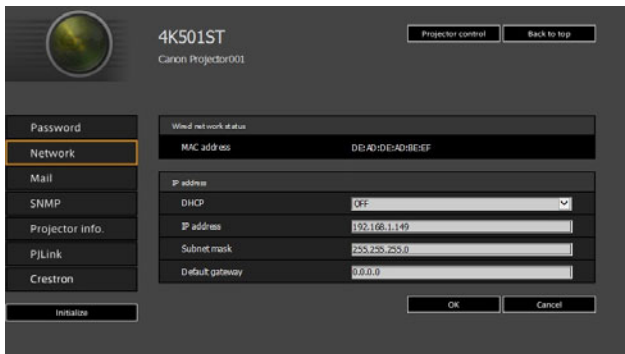 4K501ST
Canon Projector001
Projector control
Back to top
Password
Network
Mail
SNMP
Projector info.
PJLink
Crestron
Initialize
Wired network status
MAC address DE:AD:DE:AD:BE:EF
IP address
DHCP OFF
IP address 192.168.1.149
Subnet mask 255.255.255.0
Default gateway 0.0.0.0
OK
Cancel